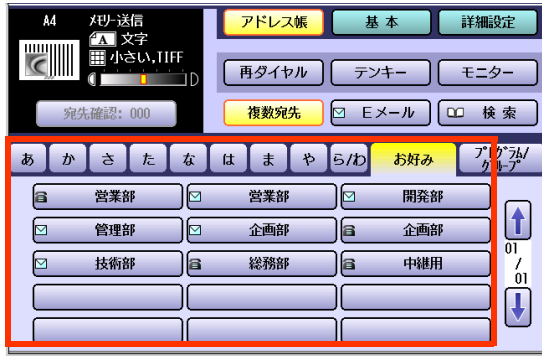 A4 ﾒﾓﾘｰ送信 アドレス帳 基本 詳細設定
A 文字
小さい,TIFF
再ダイヤル テンキー モニター
宛先確認: 000 複数宛先 Eメール 検索
あ か さ た な は ま や ら/わ お好み ﾌﾟﾛｸﾞﾗﾑ/
ｸﾞﾙｰﾌﾟ
営業部 営業部 開発部
管理部 企画部 企画部
技術部 総務部 中継用
01
/
01